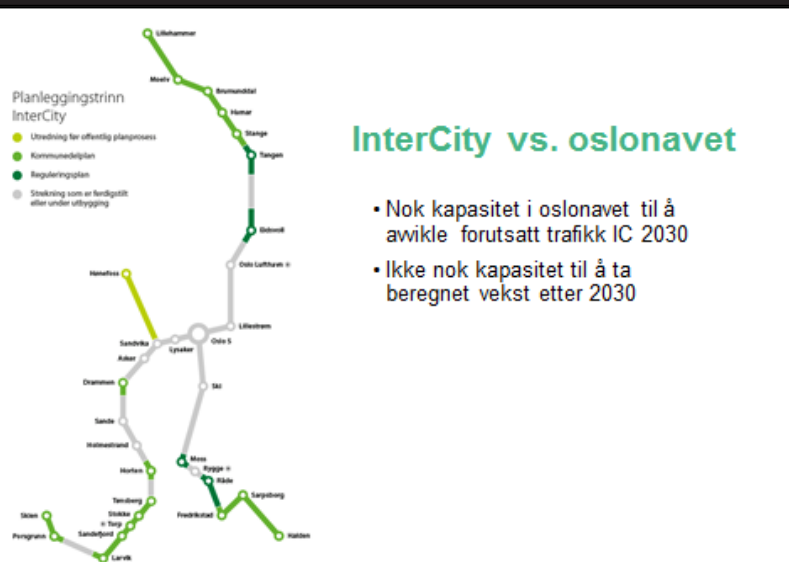 Planleggingstrinn
InterCity
Utredning før offentlig planprosess
Kommunedelplan
Reguleringsplan
Strekning som er ferdigstilt
eller under utbygging
Lillehammer
Moelv
Brumunddal
Hamar
Stange
Tangen
Eidsvoll
Oslo Lufthavn
Hønefoss
Lillestrøm
Sandvika
Lysaker
Oslo S
Asker
Drammen
Ski
Sande
Holmestrand
Moss
Rygge
Horten
Råde
Tønsberg
Sarpsborg
Skien
Stokke
Torp
Fredrikstad
Porsgrunn
Sandefjord
Halden
Larvik
InterCity vs. oslonavet
• Nok kapasitet i oslonavet til å
avvikle forutsatt trafikk IC 2030
• Ikke nok kapasitet til å ta
beregnet vekst etter 2030